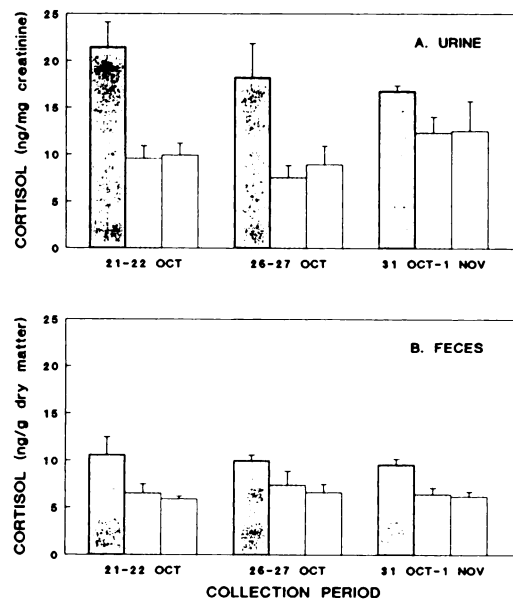 A. URINE
CORTISOL (ng/mg creatinine)
25
20
15
10
5
0
21-22 OCT
26-27 OCT
31 OCT-1 NOV
B. FECES
CORTISOL (ng/g dry matter)
25
20
15
10
5
0
21-22 OCT
26-27 OCT
31 OCT-1 NOV
COLLECTION PERIOD